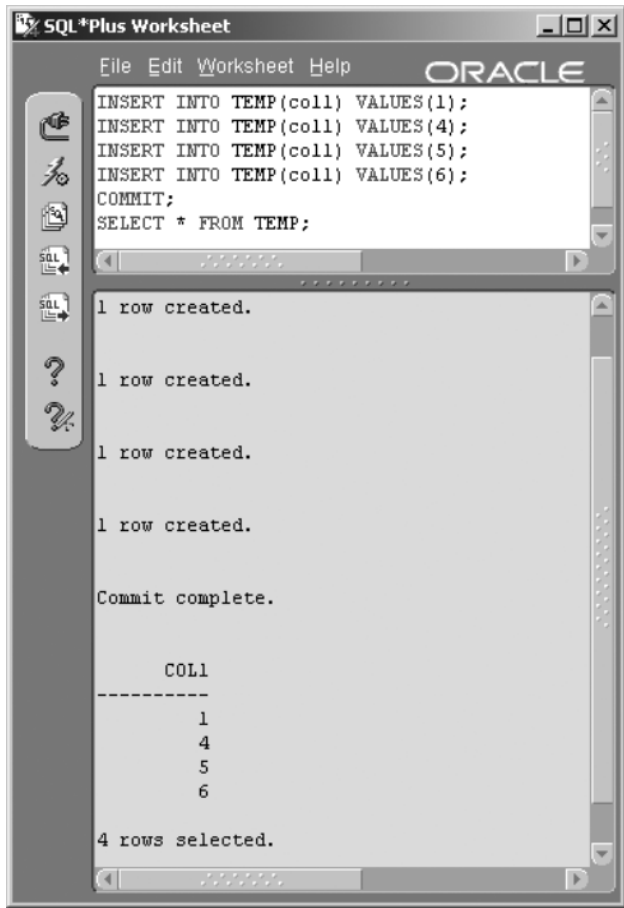 SQL*Plus Worksheet
File Edit Worksheet Help
ORACLE
INSERT INTO TEMP(col1) VALUES(1);
INSERT INTO TEMP(col1) VALUES(4);
INSERT INTO TEMP(col1) VALUES(5);
INSERT INTO TEMP(col1) VALUES(6);
COMMIT;
SELECT * FROM TEMP;
SQL
SQL
1 row created.
1 row created.
1 row created.
1 row created.
Commit complete.
COL1
----------
1
4
5
6
4 rows selected.